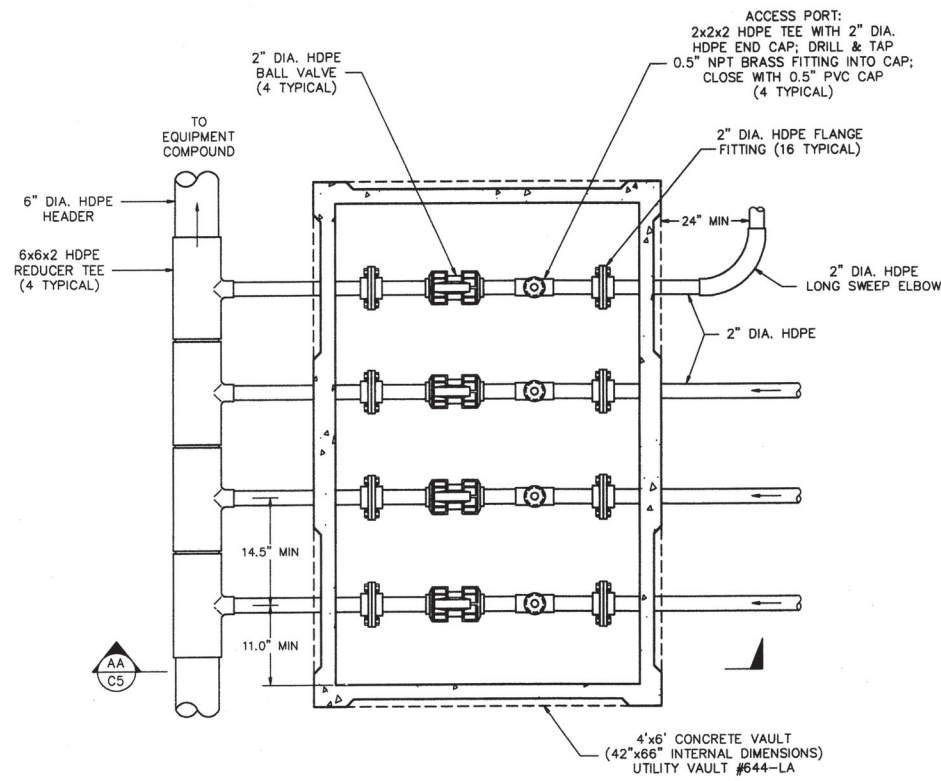 ACCESS PORT:
2x2x2 HDPE TEE WITH 2" DIA.
HDPE END CAP; DRILL & TAP
0.5" NPT BRASS FITTING INTO CAP;
CLOSE WITH 0.5" PVC CAP
(4 TYPICAL)
2" DIA. HDPE
BALL VALVE
(4 TYPICAL)
TO
EQUIPMENT
COMPOUND
2" DIA. HDPE FLANGE
FITTING (16 TYPICAL)
6" DIA. HDPE
HEADER
24" MIN
6x6x2 HDPE
REDUCER TEE
(4 TYPICAL)
2" DIA. HDPE
LONG SWEEP ELBOW
2" DIA. HDPE
14.5" MIN
11.0" MIN
AA
C5
4'x6' CONCRETE VAULT
(42"x66" INTERNAL DIMENSIONS)
UTILITY VAULT #644-LA